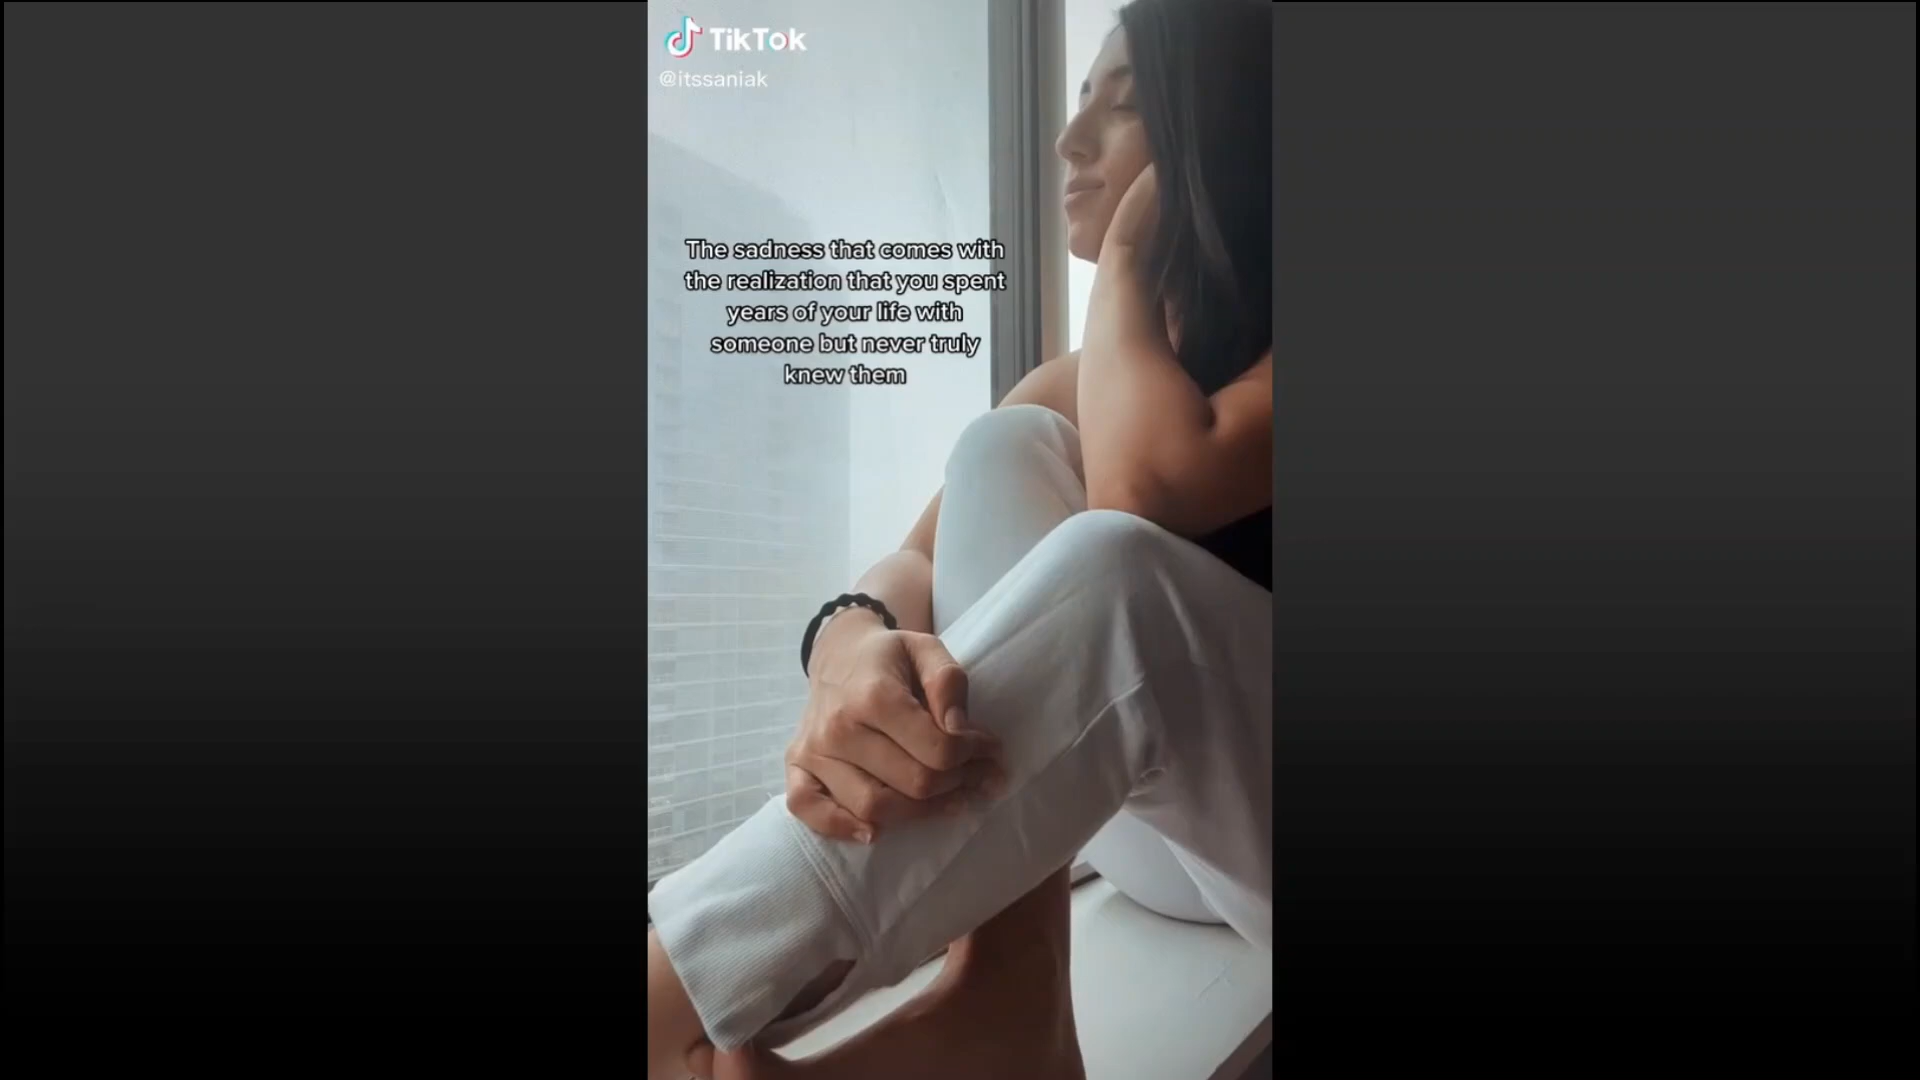 TikTok
@itssaniak
The sadness that comes with
the realization that you spent
years of your life with
someone but never truly
knew them